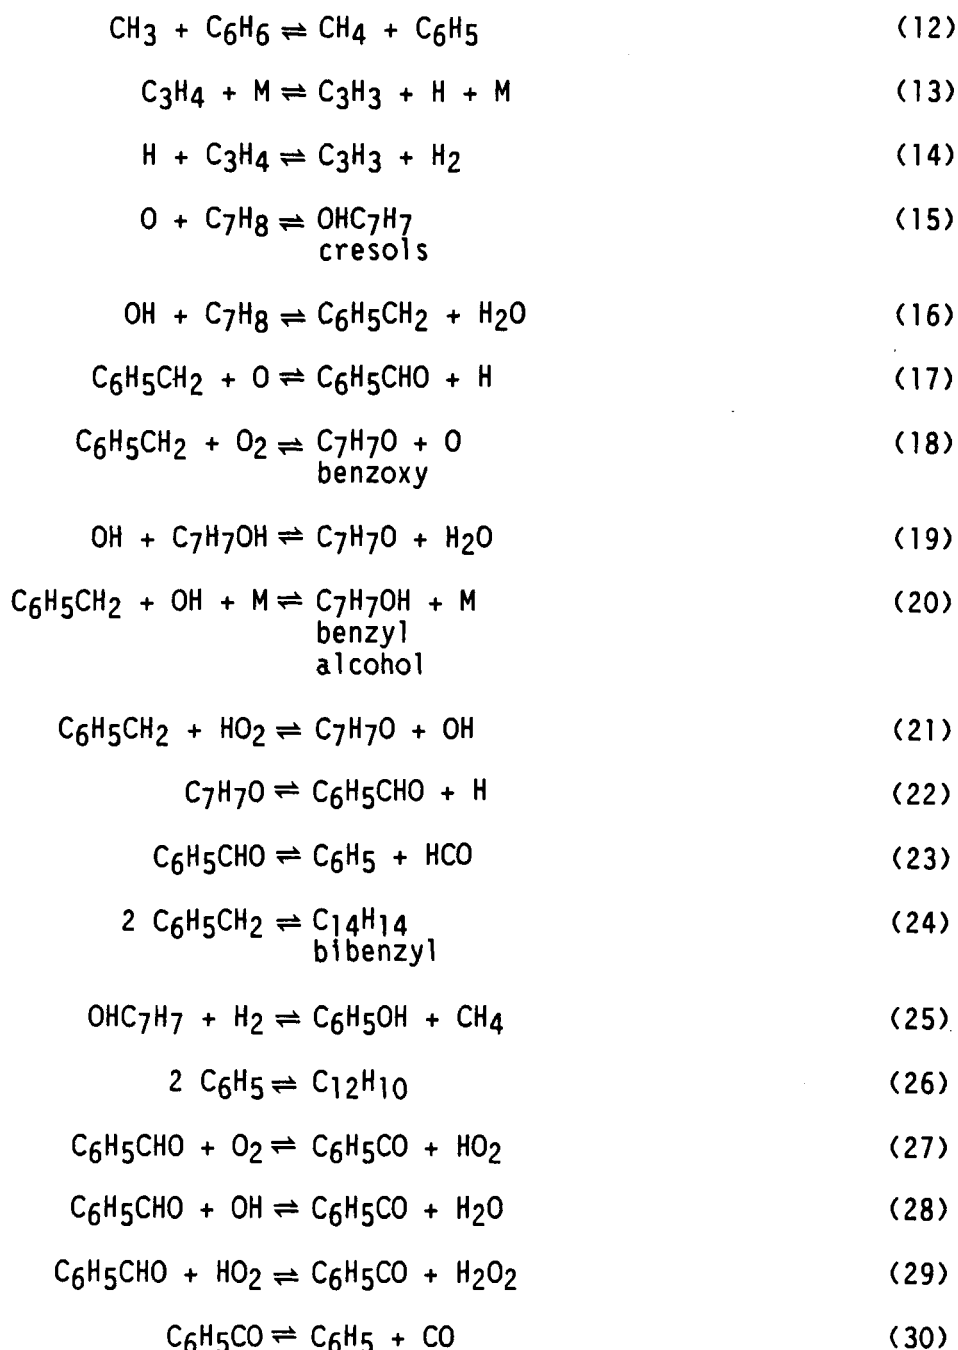 CH₃ + C₆H₆ ⇌ CH₄ + C₆H₅ (12)
C₃H₄ + M ⇌ C₃H₃ + H + M (13)
H + C₃H₄ ⇌ C₃H₃ + H₂ (14)
O + C₇H₈ ⇌ OHC₇H₇ (15)
cresols
OH + C₇H₈ ⇌ C₆H₅CH₂ + H₂O (16)
C₆H₅CH₂ + O ⇌ C₆H₅CHO + H (17)
C₆H₅CH₂ + O₂ ⇌ C₇H₇O + O (18)
benzoxy
OH + C₇H₇OH ⇌ C₇H₇O + H₂O (19)
C₆H₅CH₂ + OH + M ⇌ C₇H₇OH + M (20)
benzyl
alcohol
C₆H₅CH₂ + HO₂ ⇌ C₇H₇O + OH (21)
C₇H₇O ⇌ C₆H₅CHO + H (22)
C₆H₅CHO ⇌ C₆H₅ + HCO (23)
2 C₆H₅CH₂ ⇌ C₁₄H₁₄ (24)
bibenzyl
OHC₇H₇ + H₂ ⇌ C₆H₅OH + CH₄ (25)
2 C₆H₅ ⇌ C₁₂H₁₀ (26)
C₆H₅CHO + O₂ ⇌ C₆H₅CO + HO₂ (27)
C₆H₅CHO + OH ⇌ C₆H₅CO + H₂O (28)
C₆H₅CHO + HO₂ ⇌ C₆H₅CO + H₂O₂ (29)
C₆H₅CO ⇌ C₆H₅ + CO (30)